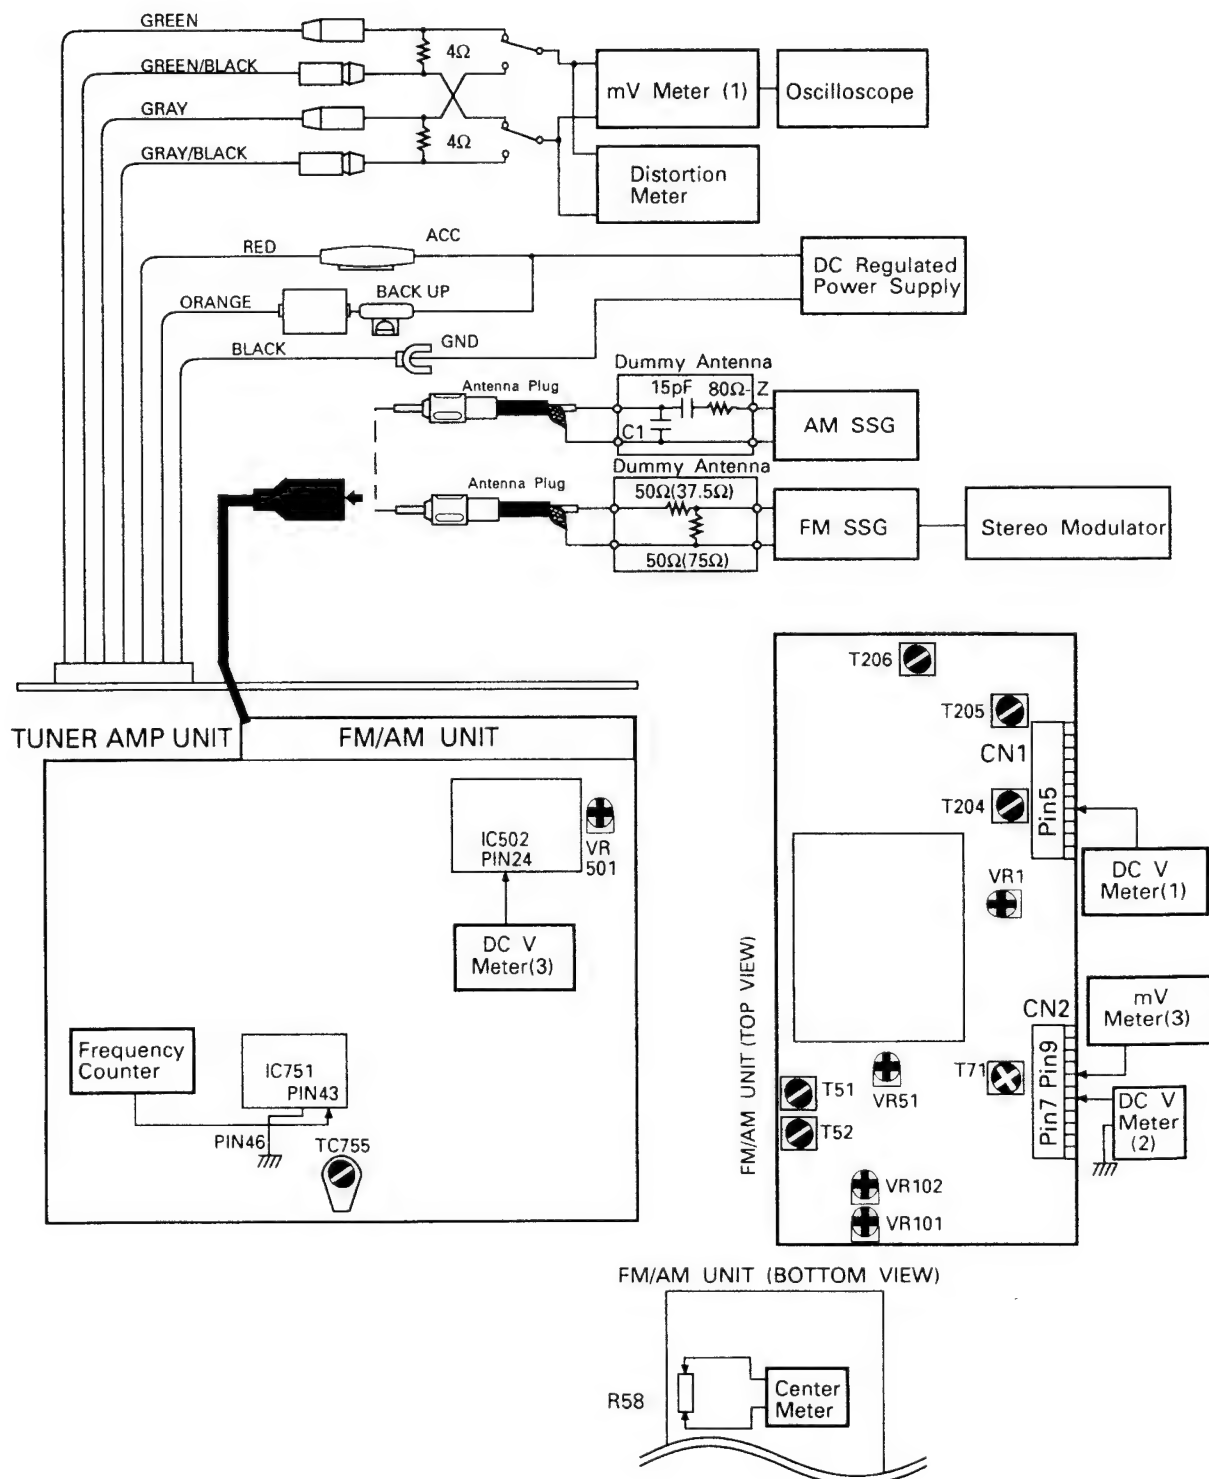 GREEN
4Ω
GREEN/BLACK
mV Meter (1)
Oscilloscope
GRAY
4Ω
GRAY/BLACK
Distortion
Meter
RED
ACC
DC Regulated
Power Supply
ORANGE
BACK UP
BLACK
GND
Dummy Antenna
Antenna Plug
15pF
80Ω-Z
C1
AM SSG
Dummy Antenna
Antenna Plug
50Ω(37.5Ω)
FM SSG
Stereo Modulator
50Ω(75Ω)
TUNER AMP UNIT
FM/AM UNIT
IC502
PIN24
VR
501
DC V
Meter(3)
Frequency
Counter
IC751
PIN43
PIN46
TC755
T206
T205
CN1
T204
Pin5
VR1
DC V
Meter(1)
FM/AM UNIT (TOP VIEW)
CN2
mV
Meter(3)
T71
Pin7 Pin9
T51
VR51
T52
DC V
Meter
(2)
VR102
VR101
FM/AM UNIT (BOTTOM VIEW)
R58
Center
Meter